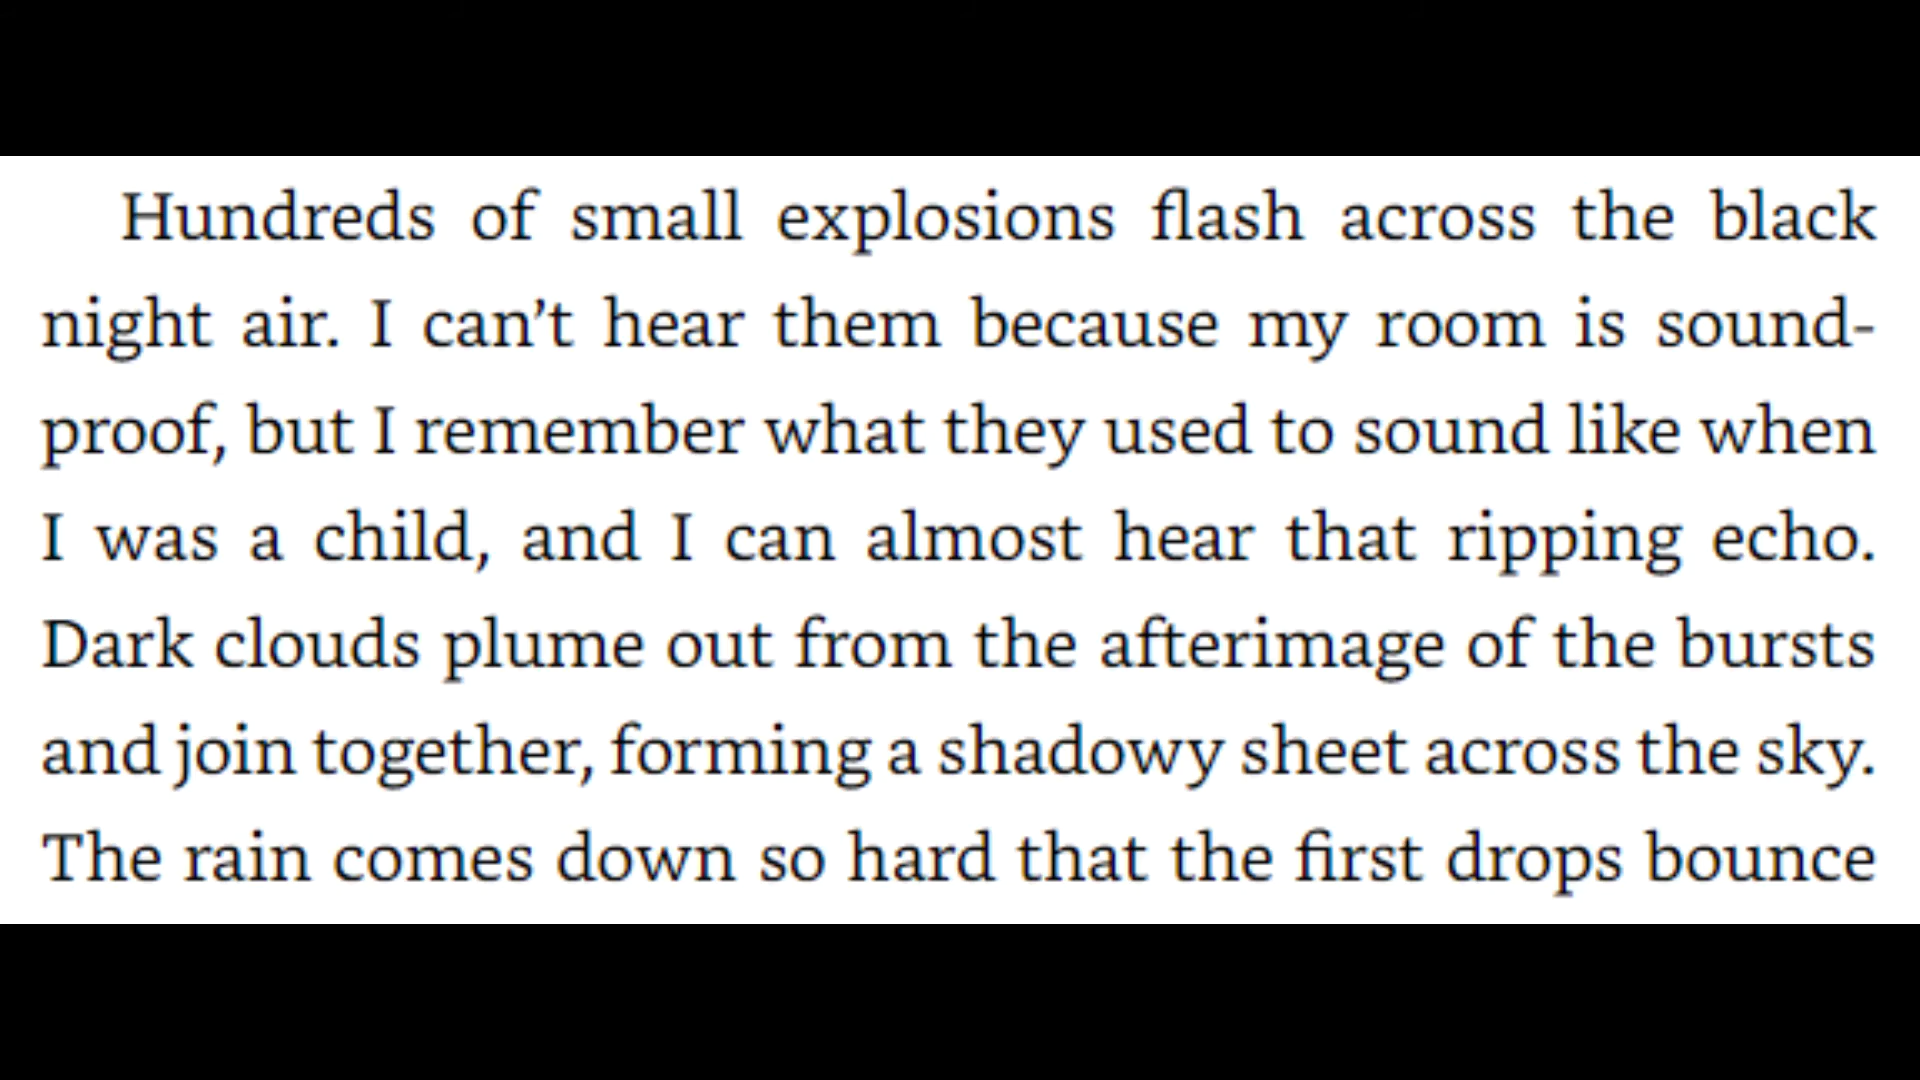 Hundreds of small explosions flash across the black
night air. I can’t hear them because my room is sound-
proof, but I remember what they used to sound like when
I was a child, and I can almost hear that ripping echo.
Dark clouds plume out from the afterimage of the bursts
and join together, forming a shadowy sheet across the sky.
The rain comes down so hard that the first drops bounce